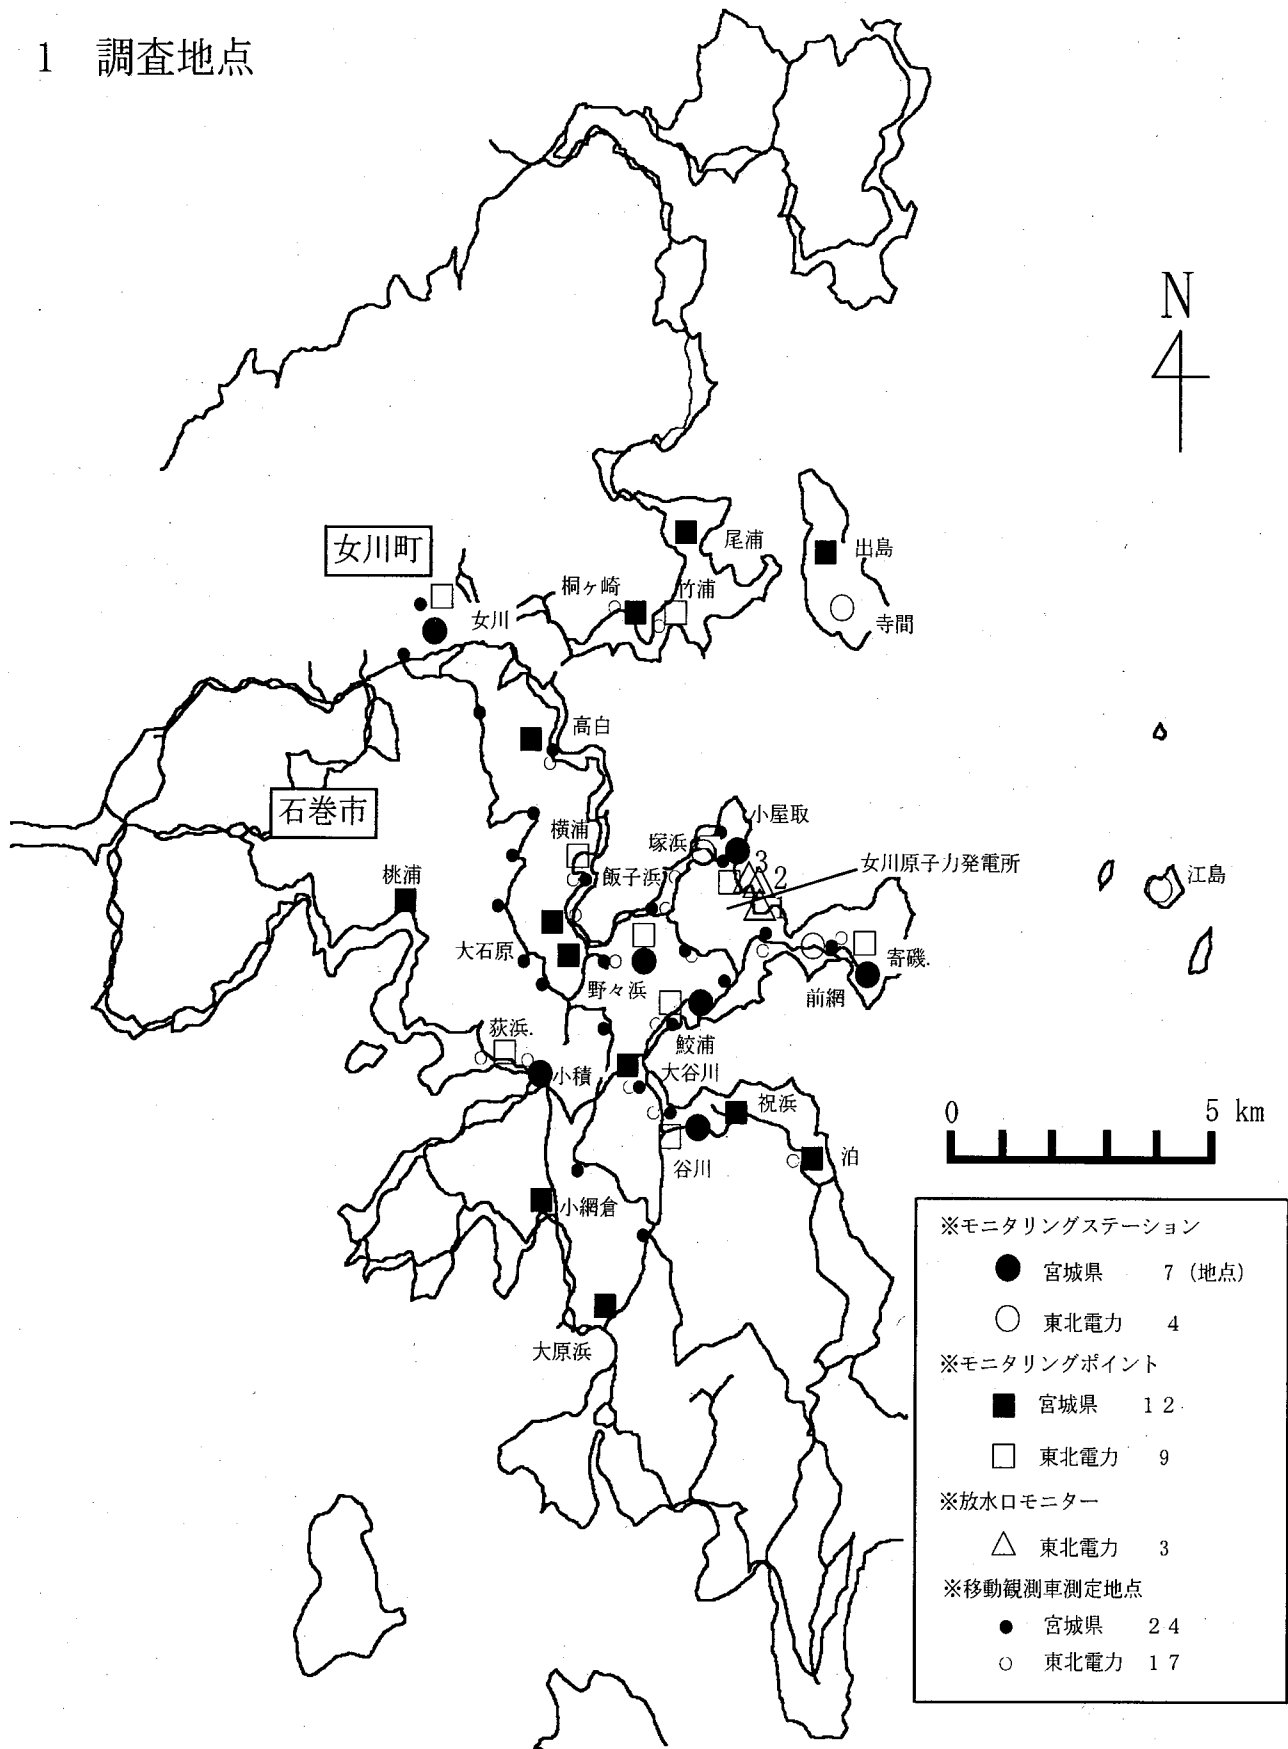 1 調査地点
N
女川町
尾浦
出島
桐ヶ崎
竹浦
寺間
女川
高白
石巻市
小屋取
横浦
塚浜
3
女川原子力発電所
桃浦
飯子浜
2
江島
1
大石原
寄磯.
野々浜
前網
荻浜.
鮫浦
小積
大谷川
祝浜
0 5 km
谷川
泊
小網倉
大原浜
※モニタリングステーション
宮城県 7 (地点)
東北電力 4
※モニタリングポイント
宮城県 12
東北電力 9
※放水口モニター
東北電力 3
※移動観測車測定地点
宮城県 24
東北電力 17